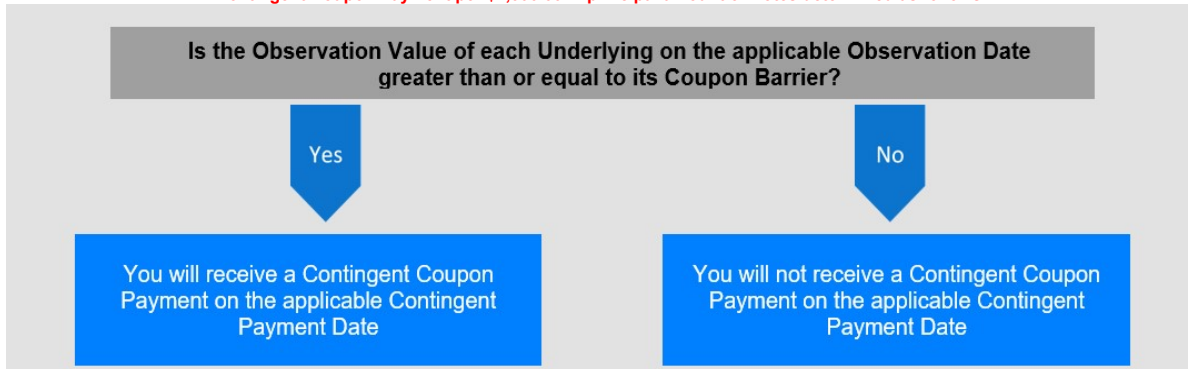 Is the Observation Value of each Underlying on the applicable Observation Date
greater than or equal to its Coupon Barrier?
Yes
No
You will receive a Contingent Coupon
Payment on the applicable Contingent
Payment Date
You will not receive a Contingent Coupon
Payment on the applicable Contingent
Payment Date